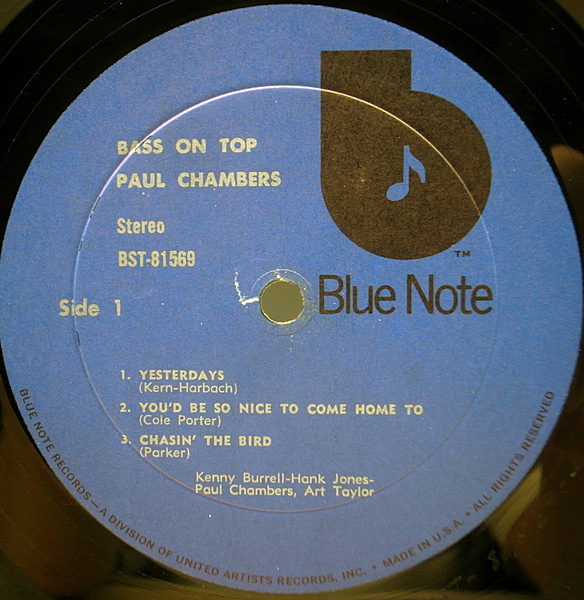 BASS ON TOP
PAUL CHAMBERS
Stereo
BST-81569
Side 1
TM
Blue Note
1. YESTERDAYS
(Kern-Harbach)
2. YOU'D BE SO NICE TO COME HOME TO
(Cole Porter)
3. CHASIN' THE BIRD
(Parker)
Kenny Burrell-Hank Jones-
Paul Chambers, Art Taylor
BLUE NOTE RECORDS—A DIVISION OF UNITED ARTISTS RECORDS, INC. • MADE IN U.S.A. • ALL RIGHTS RESERVED